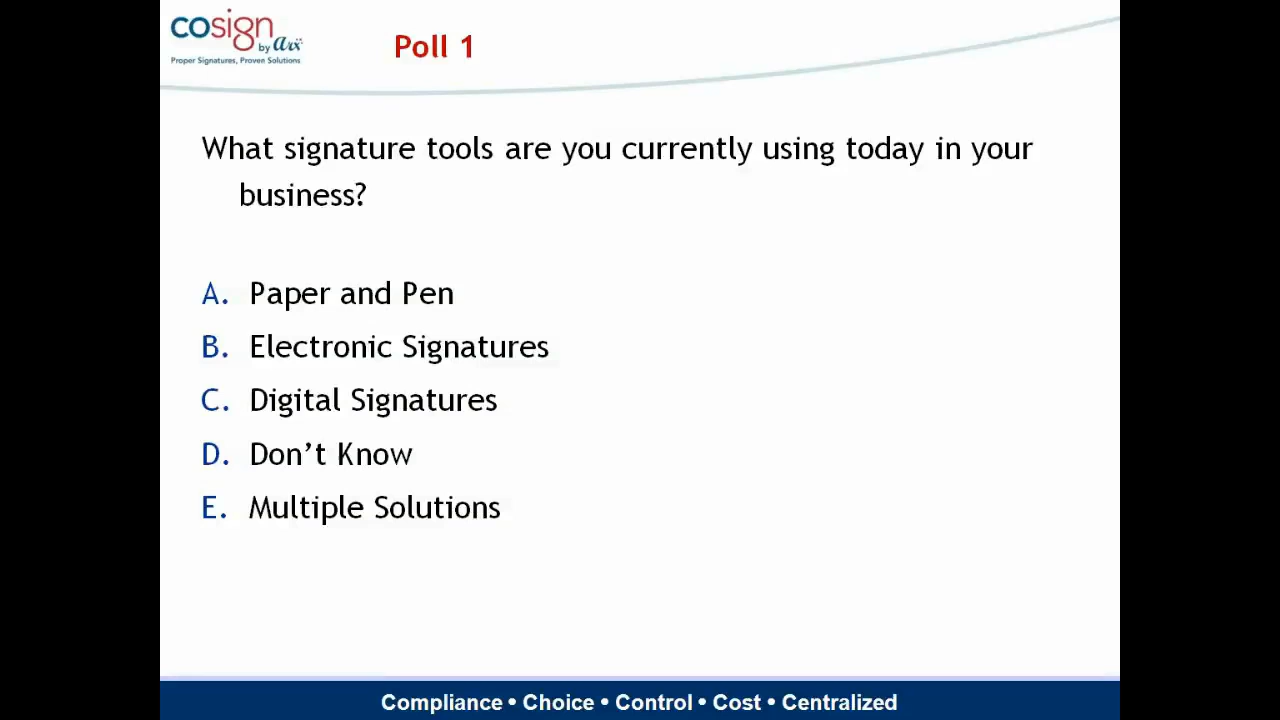 cosign
by arx
Proper Signatures, Proven Solutions
Poll 1
What signature tools are you currently using today in your
business?
A. Paper and Pen
B. Electronic Signatures
C. Digital Signatures
D. Don’t Know
E. Multiple Solutions
Compliance • Choice • Control • Cost • Centralized